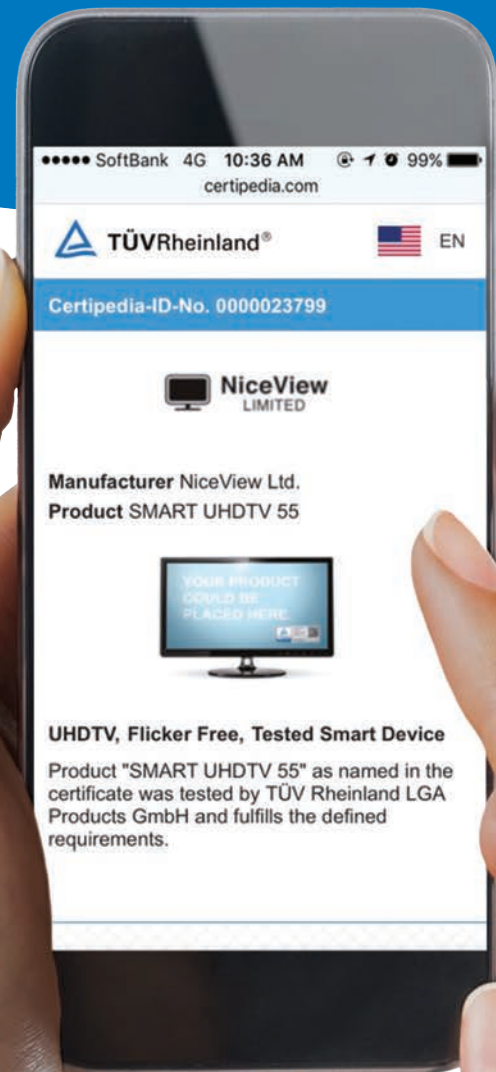 ●●●●● SoftBank 4G 10:36 AM 99%
certipedia.com
TÜVRheinland® EN
Certipedia-ID-No. 0000023799
NiceView
LIMITED
Manufacturer NiceView Ltd.
Product SMART UHDTV 55
YOUR PRODUCT
COULD BE
PLACED HERE.
UHDTV, Flicker Free, Tested Smart Device
Product "SMART UHDTV 55" as named in the
certificate was tested by TÜV Rheinland LGA
Products GmbH and fulfills the defined
requirements.